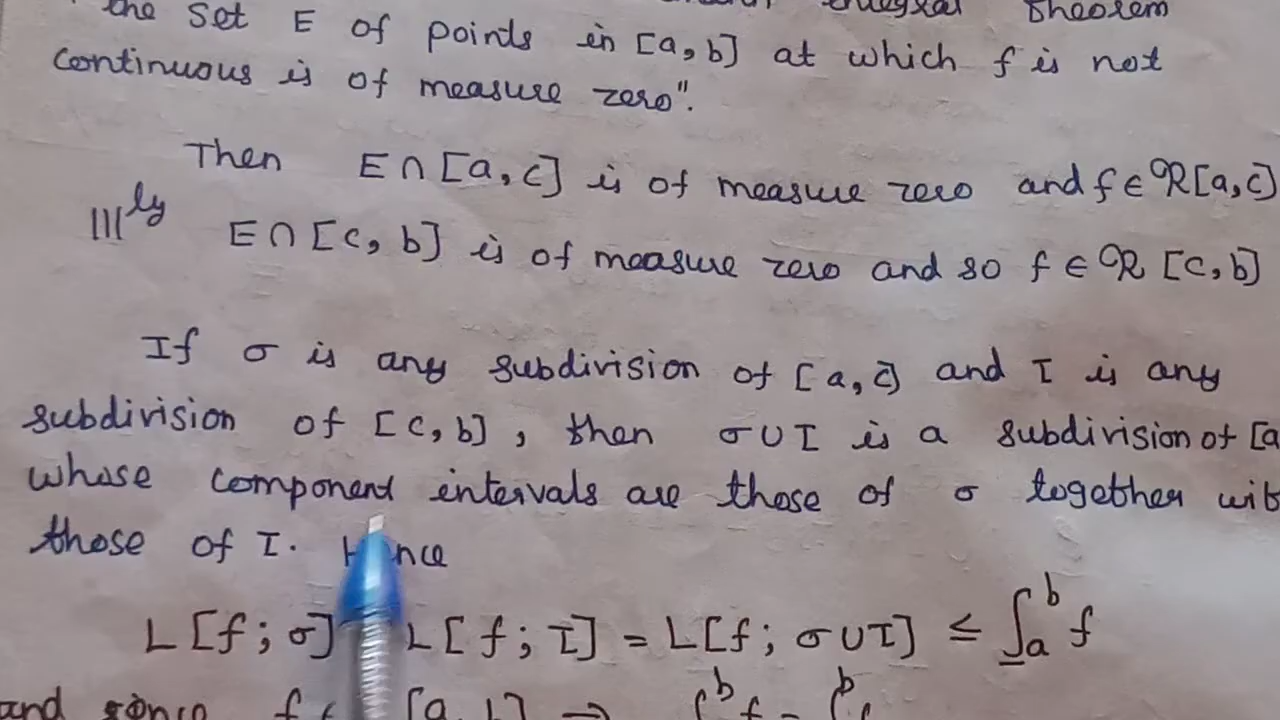 the set E of points in [a, b] at which f is not
continuous is of measure zero".
Then E∩[a, c] is of measure zero and f ∈ ℛ[a, c]
|||ly E∩[c, b] is of measure zero and so f ∈ ℛ [c, b]
If σ is any subdivision of [a, c] and I is any
subdivision of [c, b], then σ∪I is a subdivision of [a
whose component intervals are those of σ together wit
those of I. Hence
L[f; σ] L[f; I] = L[f; σ∪I] ≤ ∫_a^b f
and since